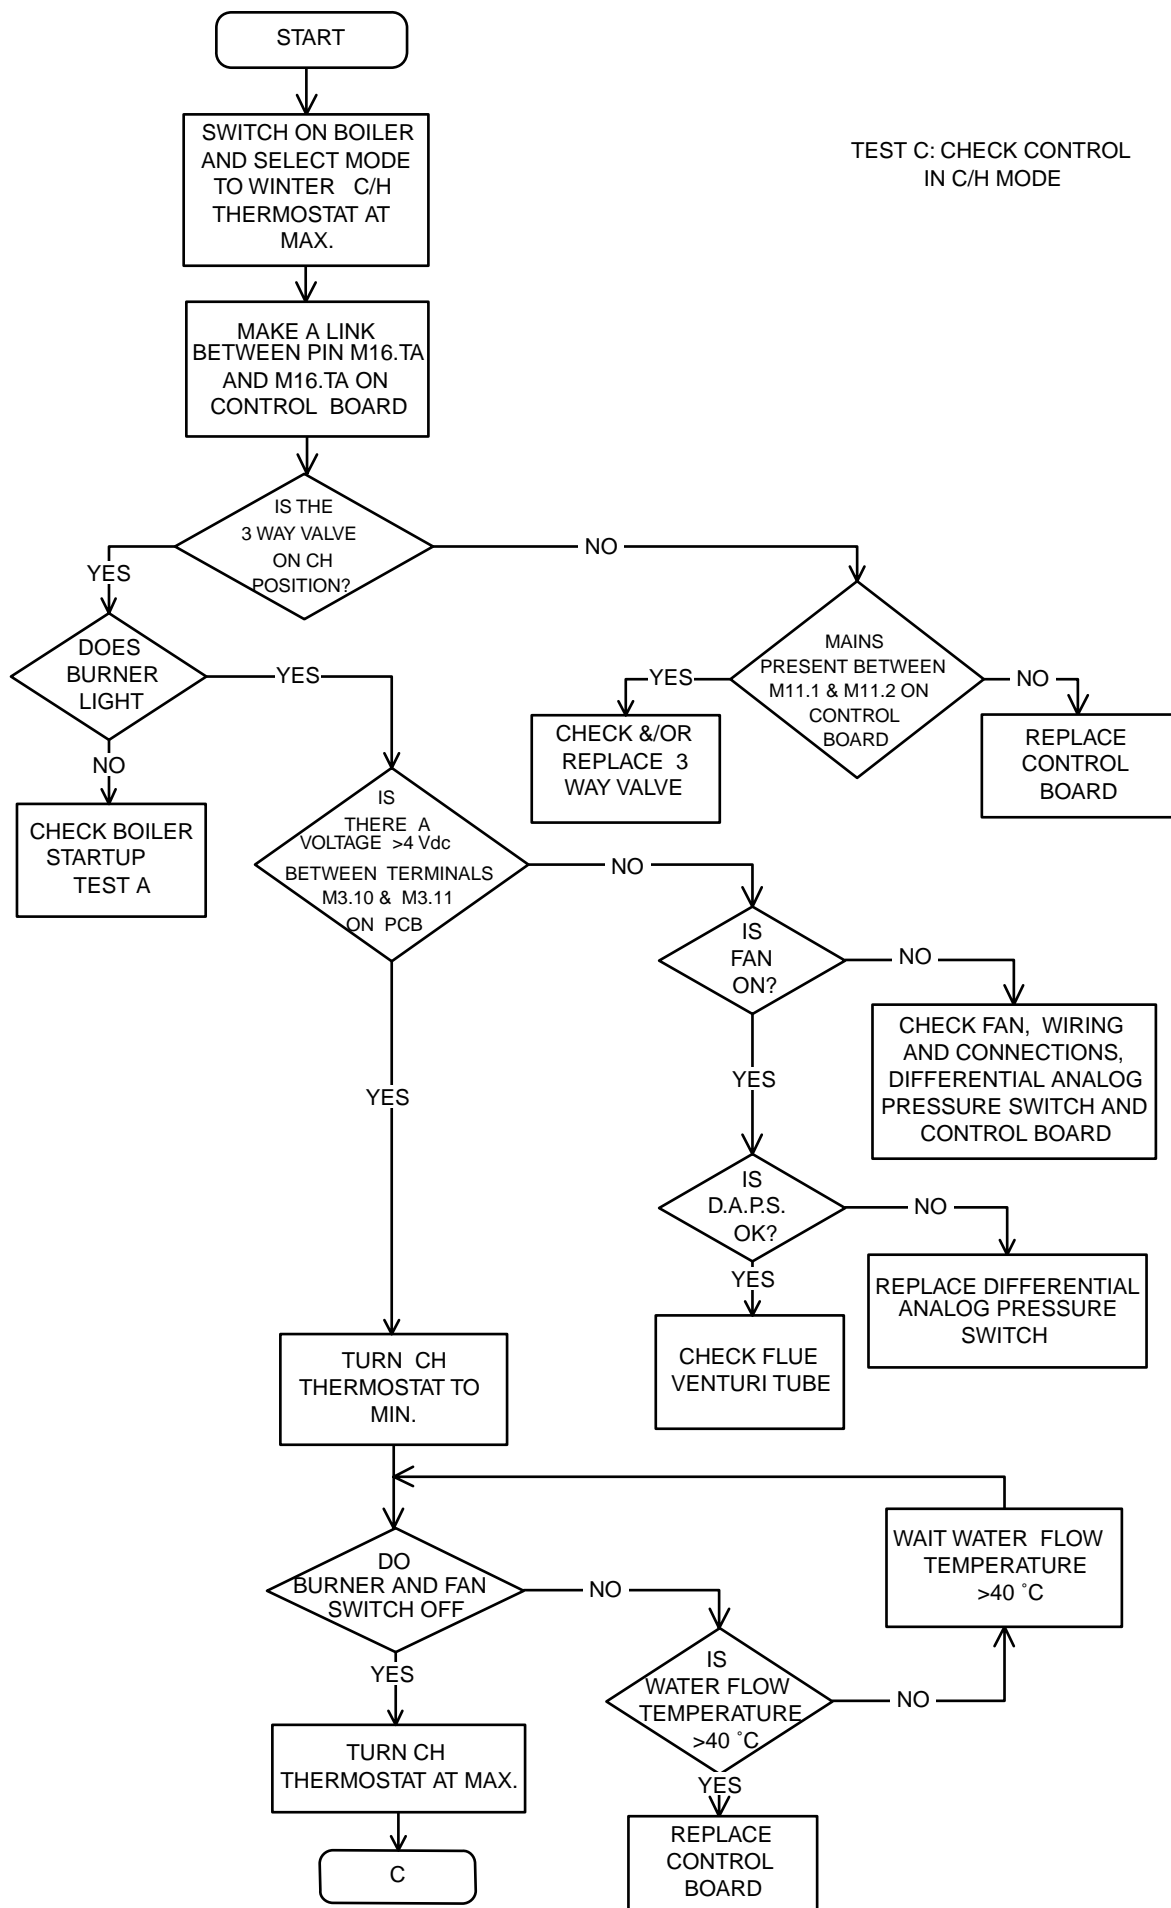 START
SWITCH ON BOILER
AND SELECT MODE
TO WINTER C/H
THERMOSTAT AT
MAX.
TEST C: CHECK CONTROL
IN C/H MODE
MAKE A LINK
BETWEEN PIN M16.TA
AND M16.TA ON
CONTROL BOARD
IS THE
3 WAY VALVE
ON CH
POSITION?
NO
YES
DOES
BURNER
LIGHT
YES
NO
CHECK BOILER
STARTUP
TEST A
MAINS
PRESENT BETWEEN
M11.1 & M11.2 ON
CONTROL
BOARD
YES
NO
CHECK &/OR
REPLACE 3
WAY VALVE
REPLACE
CONTROL
BOARD
IS
THERE A
VOLTAGE >4 Vdc
BETWEEN TERMINALS
M3.10 & M3.11
ON PCB
NO
YES
IS
FAN
ON?
NO
YES
CHECK FAN, WIRING
AND CONNECTIONS,
DIFFERENTIAL ANALOG
PRESSURE SWITCH AND
CONTROL BOARD
IS
D.A.P.S.
OK?
NO
YES
REPLACE DIFFERENTIAL
ANALOG PRESSURE
SWITCH
CHECK FLUE
VENTURI TUBE
TURN CH
THERMOSTAT TO
MIN.
DO
BURNER AND FAN
SWITCH OFF
NO
YES
WAIT WATER FLOW
TEMPERATURE
>40 ˚C
IS
WATER FLOW
TEMPERATURE
>40 ˚C
NO
YES
TURN CH
THERMOSTAT AT MAX.
C
REPLACE
CONTROL
BOARD